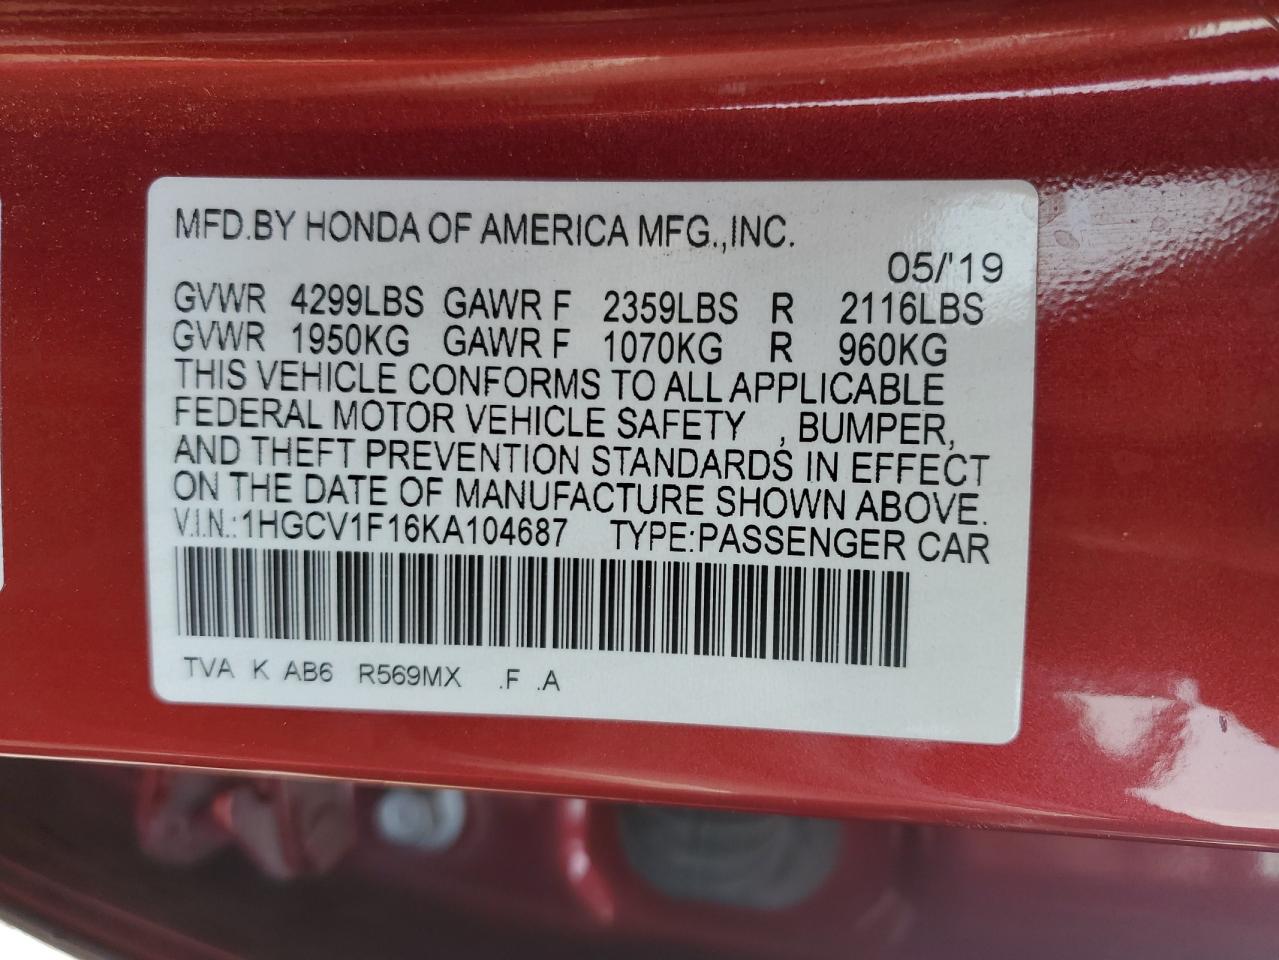 MFD.BY HONDA OF AMERICA MFG.,INC.
05/'19
GVWR 4299LBS GAWR F 2359LBS R 2116LBS
GVWR 1950KG GAWR F 1070KG R 960KG
THIS VEHICLE CONFORMS TO ALL APPLICABLE
FEDERAL MOTOR VEHICLE SAFETY , BUMPER,
AND THEFT PREVENTION STANDARDS IN EFFECT
ON THE DATE OF MANUFACTURE SHOWN ABOVE.
V.I.N.:1HGCV1F16KA104687 TYPE:PASSENGER CAR
TVA K AB6 R569MX .F .A